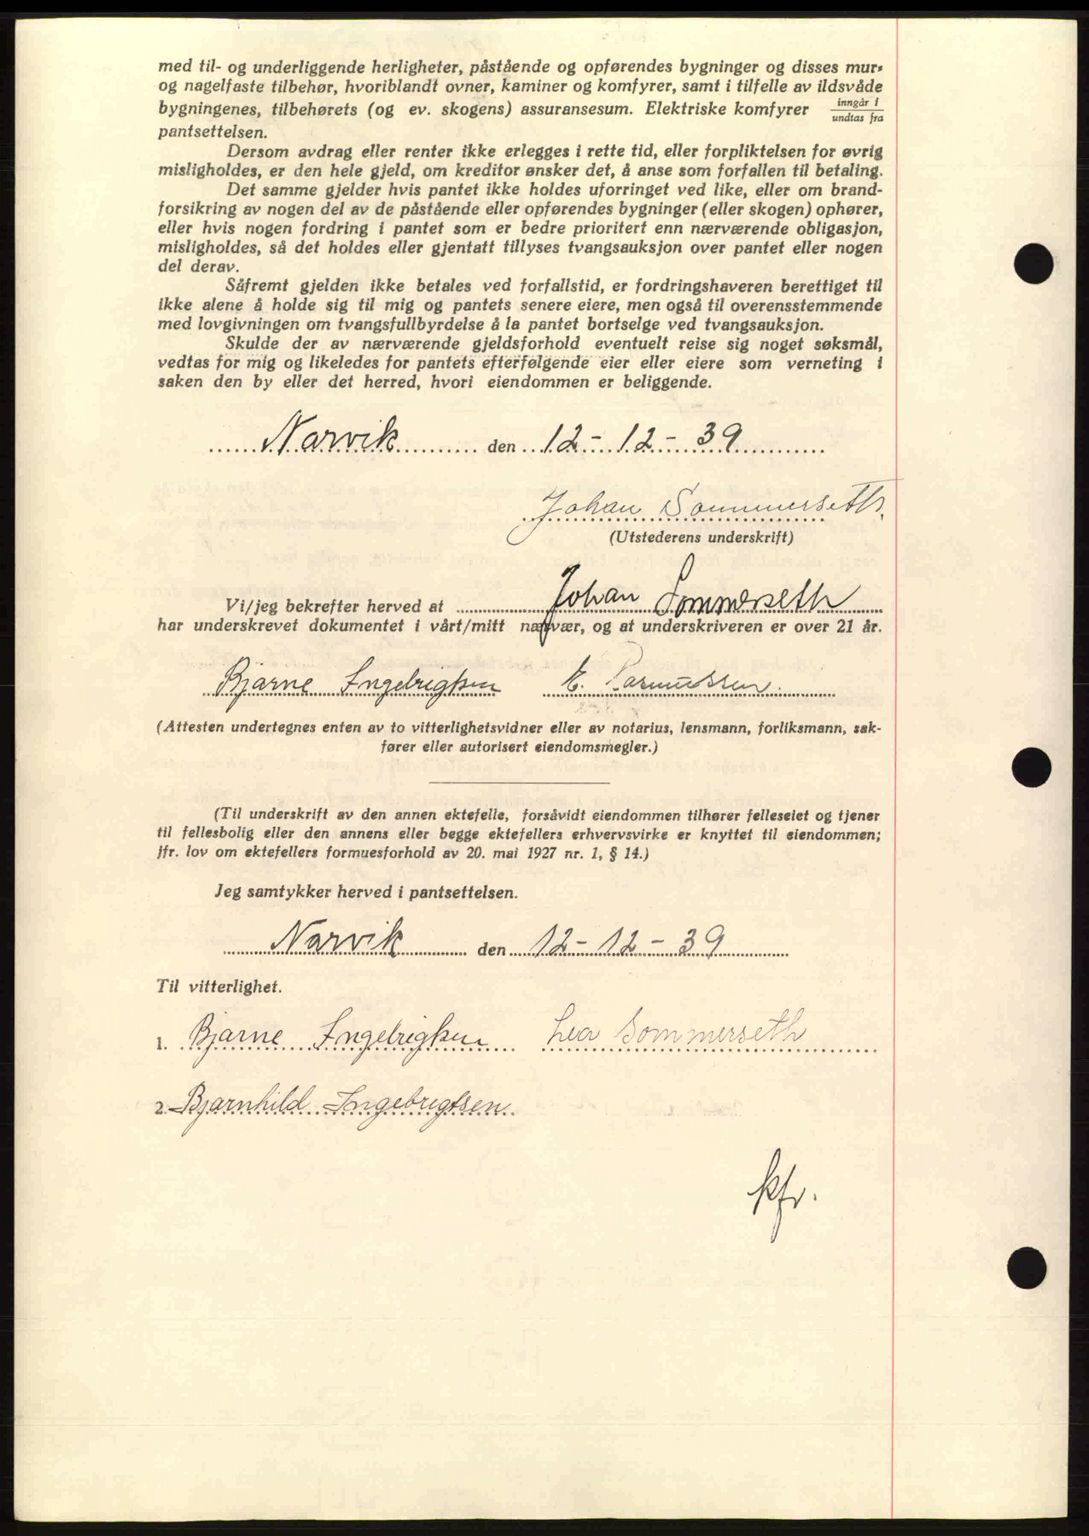 med til- og underliggende herligheter, påstående og opførendes bygninger og disses mur-
og nagelfaste tilbehør, hvoriblandt ovner, kaminer og komfyrer, samt i tilfelle av ildsvåde
bygningenes, tilbehørets (og ev. skogens) assuransesum. Elektriske komfyrer inngår i / undtas fra
pantsettelsen.
Dersom avdrag eller renter ikke erlegges i rette tid, eller forpliktelsen for øvrig
misligholdes, er den hele gjeld, om kreditor ønsker det, å anse som forfallen til betaling.
Det samme gjelder hvis pantet ikke holdes uforringet ved like, eller om brand-
forsikring av nogen del av de påstående eller opførendes bygninger (eller skogen) ophører,
eller hvis nogen fordring i pantet som er bedre prioritert enn nærværende obligasjon,
misligholdes, så det holdes eller gjentatt tillyses tvangsauksjon over pantet eller nogen
del derav.
Såfremt gjelden ikke betales ved forfallstid, er fordringshaveren berettiget til
ikke alene å holde sig til mig og pantets senere eiere, men også til overensstemmende
med lovgivningen om tvangsfullbyrdelse å la pantet bortselge ved tvangsauksjon.
Skulde der av nærværende gjeldsforhold eventuelt reise sig noget søksmål,
vedtas for mig og likeledes for pantets efterfølgende eier eller eiere som verneting i
saken den by eller det herred, hvori eiendommen er beliggende.
Narvik den 12-12-39
Johan Sommerseth.
(Utstederens underskrift)
Vi/jeg bekrefter herved at Johan Sommerseth
har underskrevet dokumentet i vårt/mitt nærvær, og at underskriveren er over 21 år.
Bjarne Ingebrigtsen E. Rasmussen.
(Attesten undertegnes enten av to vitterlighetsvidner eller av notarius, lensmann, forliksmann, sak-
fører eller autorisert eiendomsmegler.)
(Til underskrift av den annen ektefelle, forsåvidt eiendommen tilhører felleseiet og tjener
til fellesbolig eller den annens eller begge ektefellers erhvervsvirke er knyttet til eiendommen;
jfr. lov om ektefellers formuesforhold av 20. mai 1927 nr. 1, § 14.)
Jeg samtykker herved i pantsettelsen.
Narvik den 12-12-39
Til vitterlighet.
1. Bjarne Ingebrigtsen Lea Sommerseth
2. Bjarnhild Ingebrigtsen.
kfr.